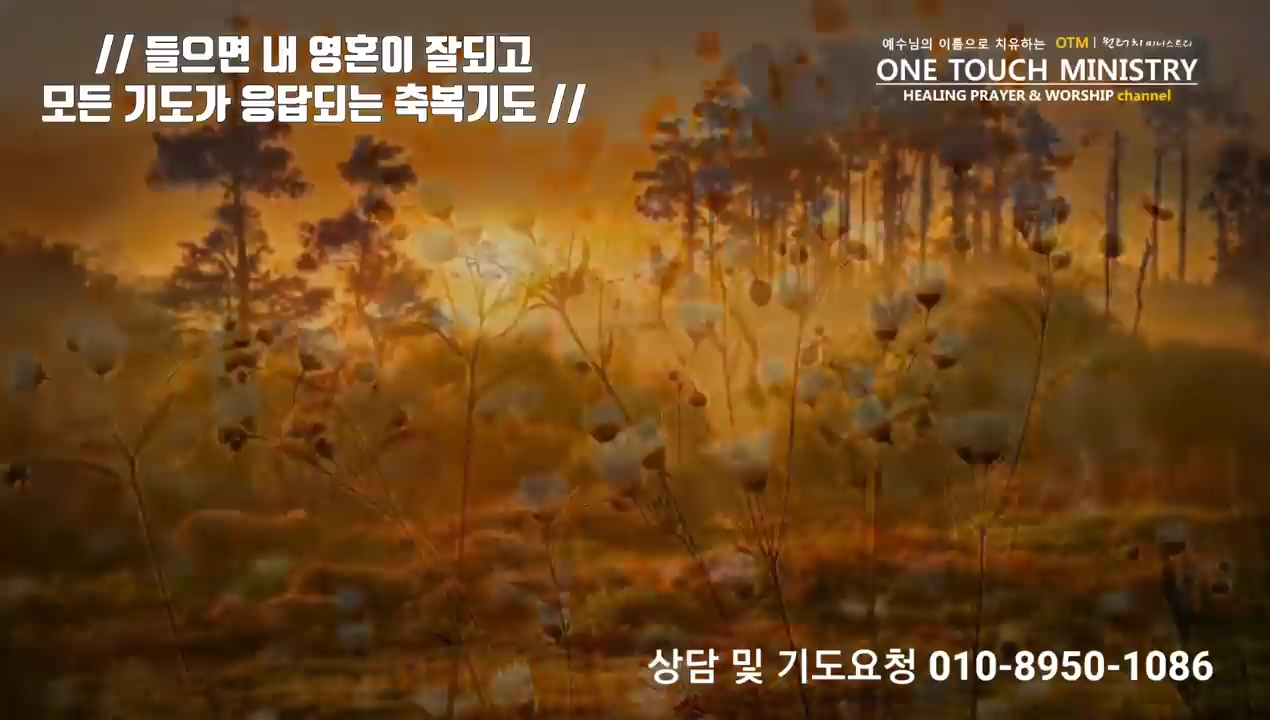 // 들으면 내 영혼이 잘되고
모든 기도가 응답되는 축복기도 //
예수님의 이름으로 치유하는 OTM | 원터치 미니스트리
ONE TOUCH MINISTRY
HEALING PRAYER & WORSHIP channel
상담 및 기도요청 010-8950-1086